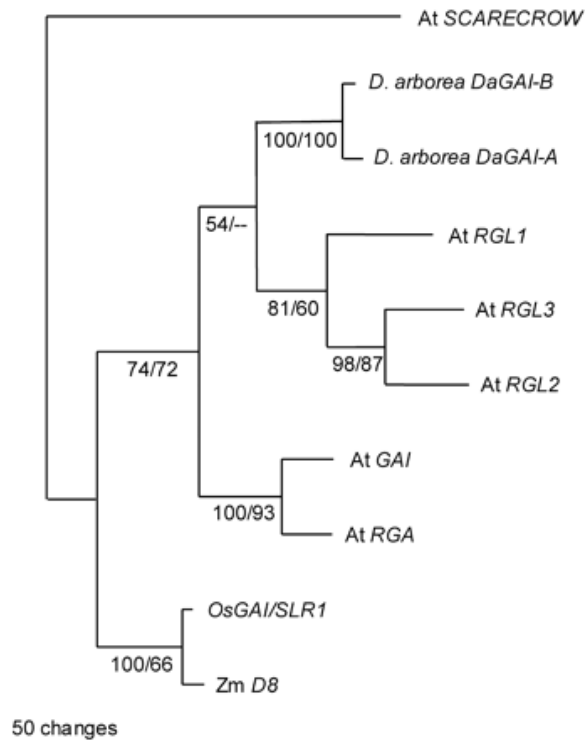 At SCARECROW
D. arborea DaGAI-B
100/100
D. arborea DaGAI-A
54/--
At RGL1
81/60
At RGL3
98/87
74/72
At RGL2
At GAI
100/93
At RGA
OsGAI/SLR1
100/66
Zm D8
50 changes